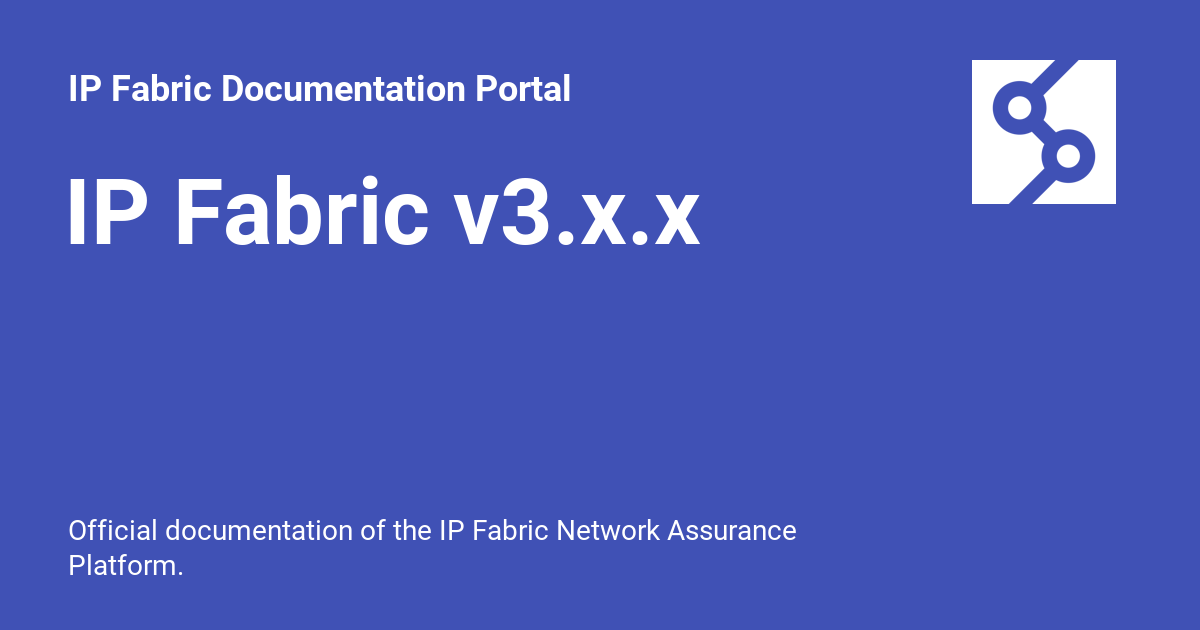 IP Fabric Documentation Portal
IP Fabric v3.x.x
Official documentation of the IP Fabric Network Assurance
Platform.